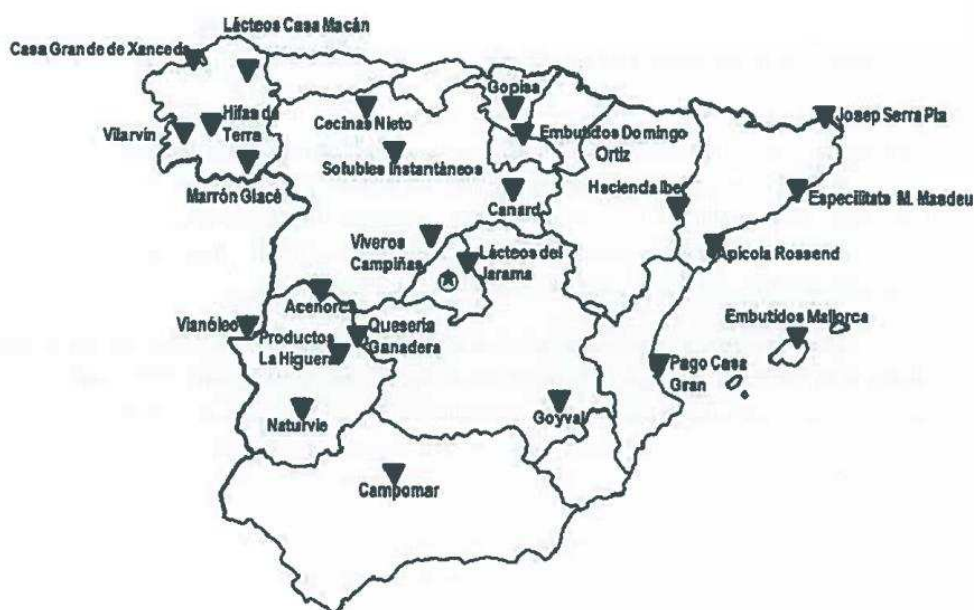 Lácteos Casa Macán
Casa Grande de Xanceda
Gopisa
Hifas da
Terra
Vilarvín
Cecinas Nieto
Josep Serra Pla
Embutidos Domingo
Ortiz
Solubles Instantáneos
Marrón Glacé
Hacienda Iber
Especilitats M. Masdeu
Canard
Viveros
Campiñas
Lácteos del
Jarama
Apícola Rossend
Acenorca
Vianóleo
Productos
La Higuera
Quesería
Ganadera
Embutidos Mallorca
Pago Casa
Gran
Naturvie
Goyval
Campomar